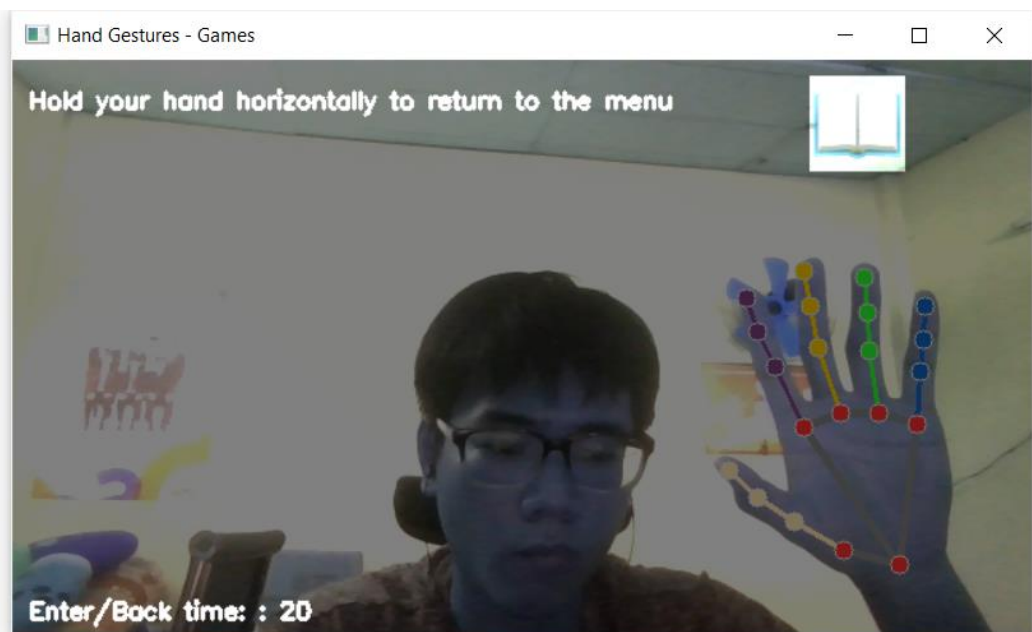 Hand Gestures - Games
Hold your hand horizontally to return to the menu
Enter/Back time: : 20